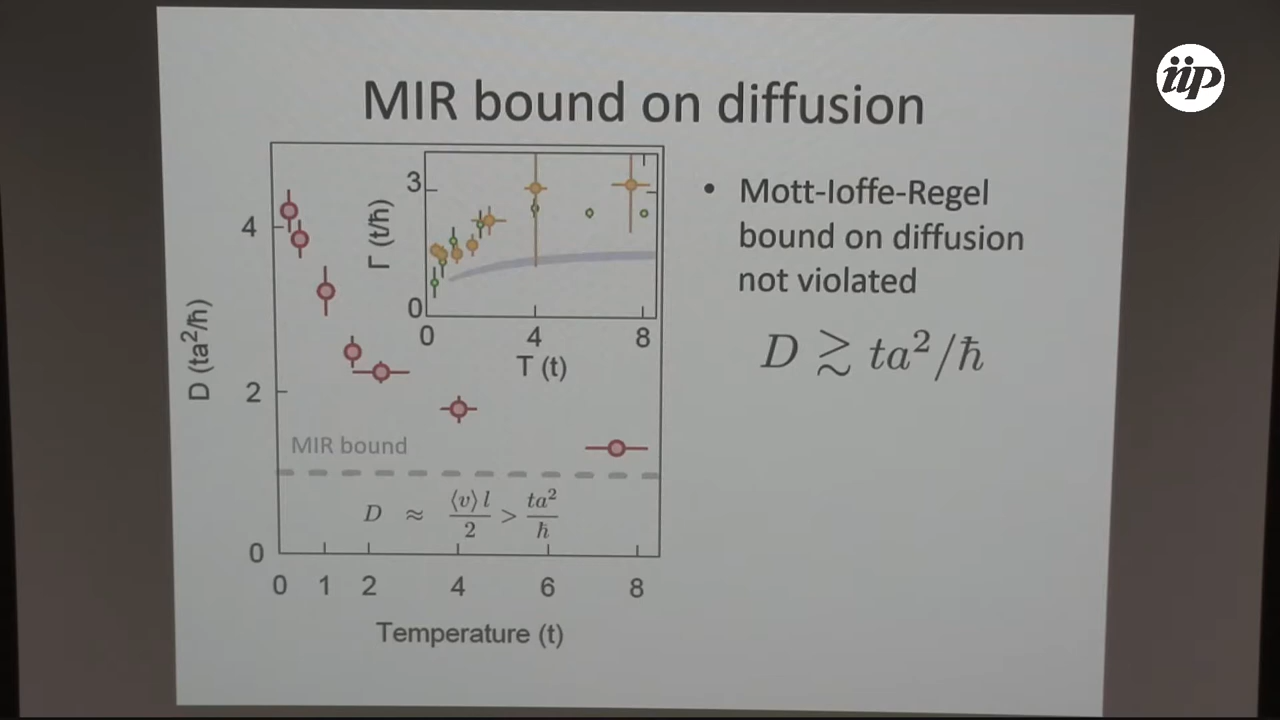 iip
MIR bound on diffusion
4
2
0
D (ta²/ħ)
MIR bound
D ≈ ⟨v⟩ l / 2 > ta² / ħ
0 1 2 4 6 8
Temperature (t)
3
0
Γ (t/ħ)
0 4 8
T (t)
• Mott-Ioffe-Regel
bound on diffusion
not violated
D ≳ ta²/ħ